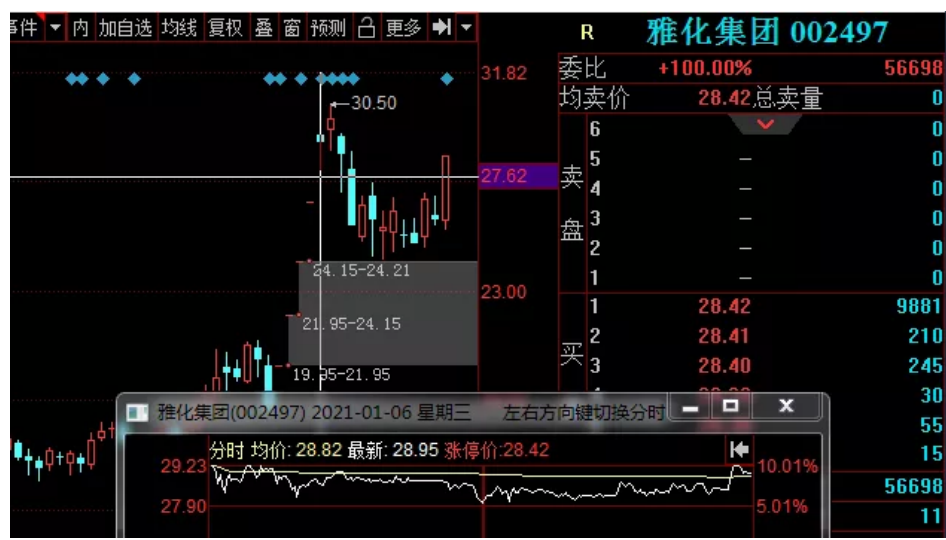 事件 内 加自选 均线 复权 叠 窗 预测 更多
R 雅化集团 002497
31.82 委比 +100.00% 56698
30.50
均卖价 28.42 总卖量 0
6 0
5 — 0
27.62 卖 4 — 0
盘 3 — 0
2 — 0
24.15-24.21 1 — 0
23.00 1 28.42 9881
21.95-24.15 2 28.41 210
买 3 28.40 245
19.95-21.95
30
雅化集团(002497) 2021-01-06 星期三 左右方向键切换分时
55
分时 均价: 28.82 最新: 28.95 涨停价:28.42 15
29.23 10.01%
56698
27.90 5.01% 11